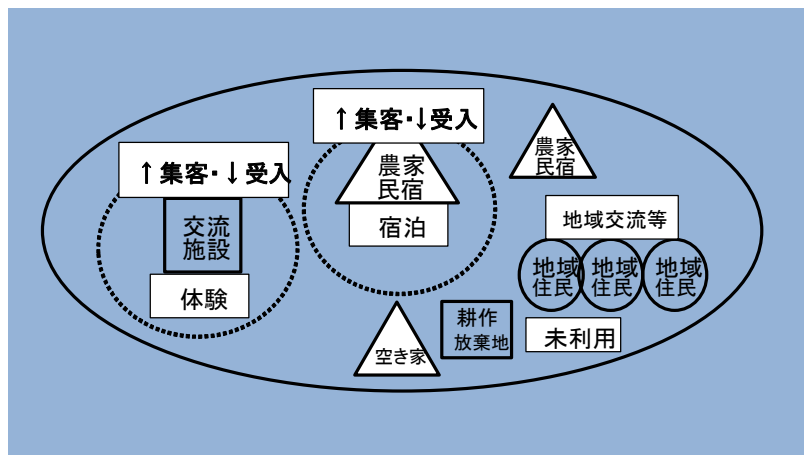 ↑集客・↓受入
農家
民宿
宿泊
↑集客・↓受入
交流
施設
体験
農家
民宿
地域交流等
地域
住民
地域
住民
地域
住民
空き家
耕作
放棄地
未利用